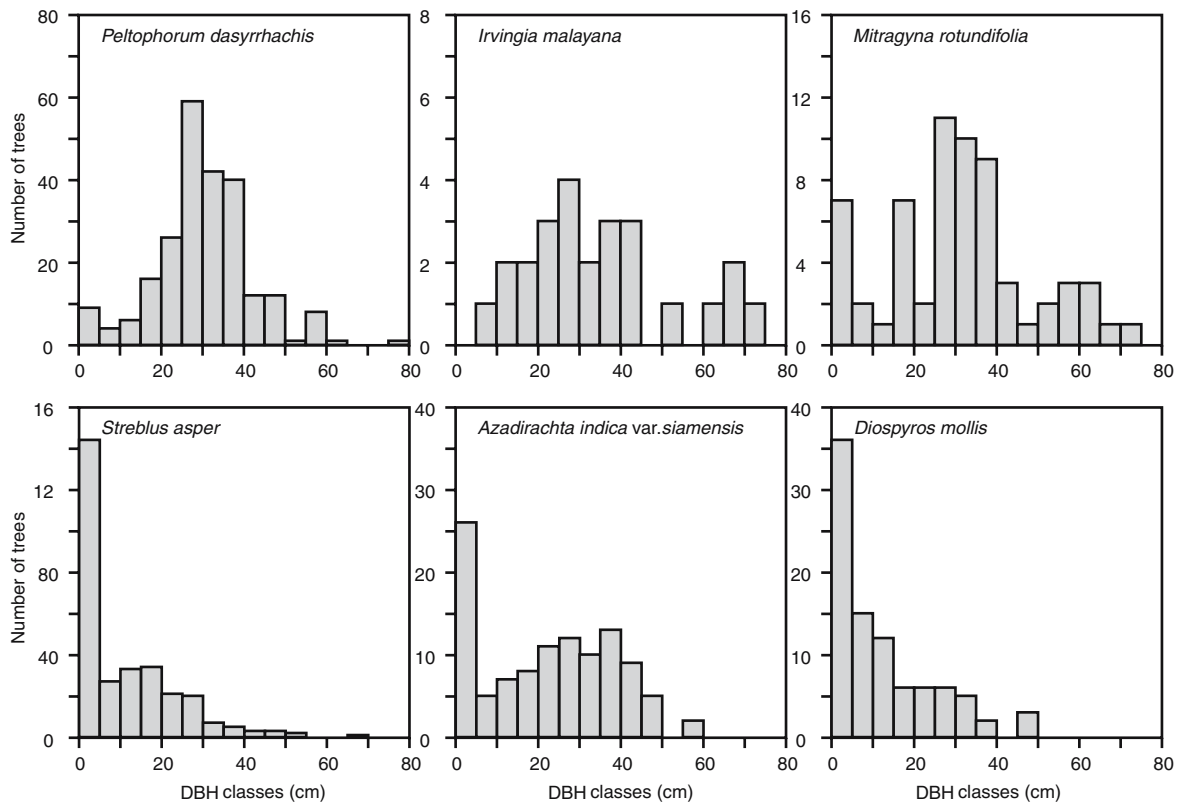 Peltophorum dasyrrhachis
Irvingia malayana
Mitragyna rotundifolia
Number of trees
80
60
40
20
0
8
6
4
2
0
16
12
8
4
0
0 20 40 60 80
0 20 40 60 80
0 20 40 60 80
Streblus asper
Azadirachta indica var.siamensis
Diospyros mollis
Number of trees
16
12
80
40
0
40
30
20
10
0
40
30
20
10
0
0 20 40 60 80
0 20 40 60 80
0 20 40 60 80
DBH classes (cm)
DBH classes (cm)
DBH classes (cm)